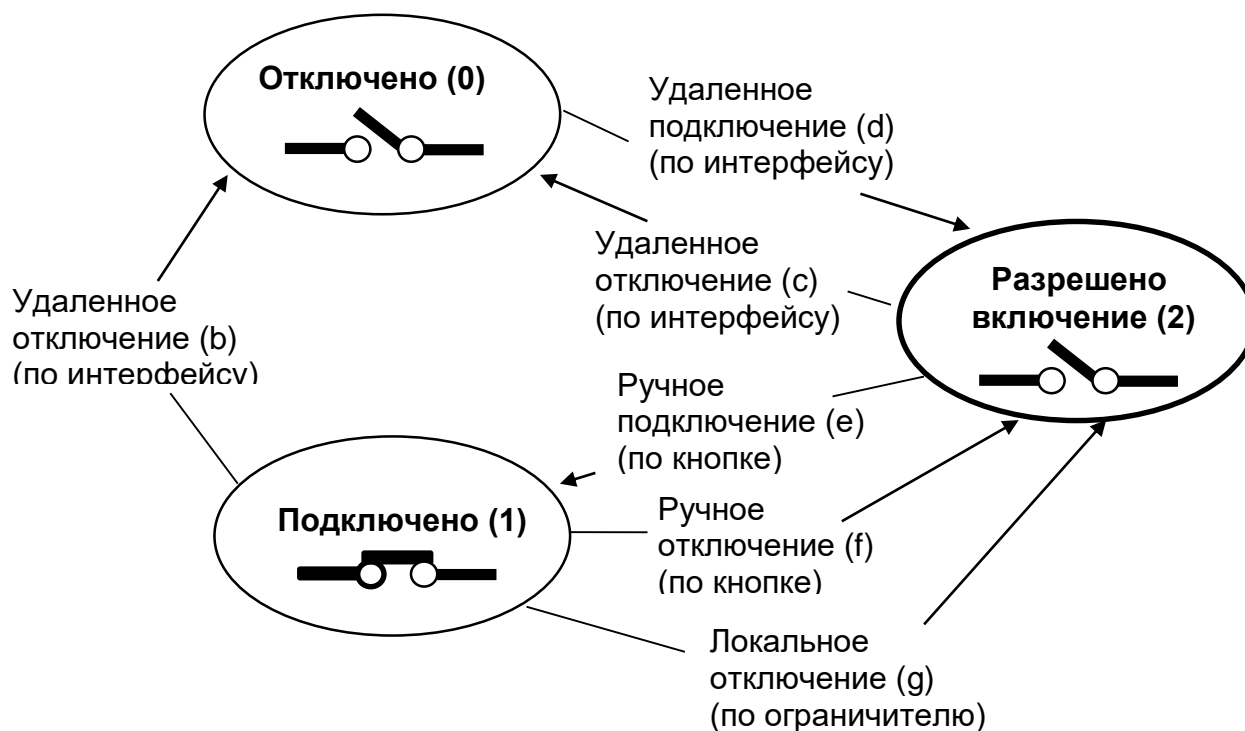 Отключено (0)
Удаленное
подключение (d)
(по интерфейсу)
Удаленное
отключение (c)
(по интерфейсу)
Разрешено
включение (2)
Удаленное
отключение (b)
(по интерфейсу)
Ручное
подключение (e)
(по кнопке)
Подключено (1)
Ручное
отключение (f)
(по кнопке)
Локальное
отключение (g)
(по ограничителю)